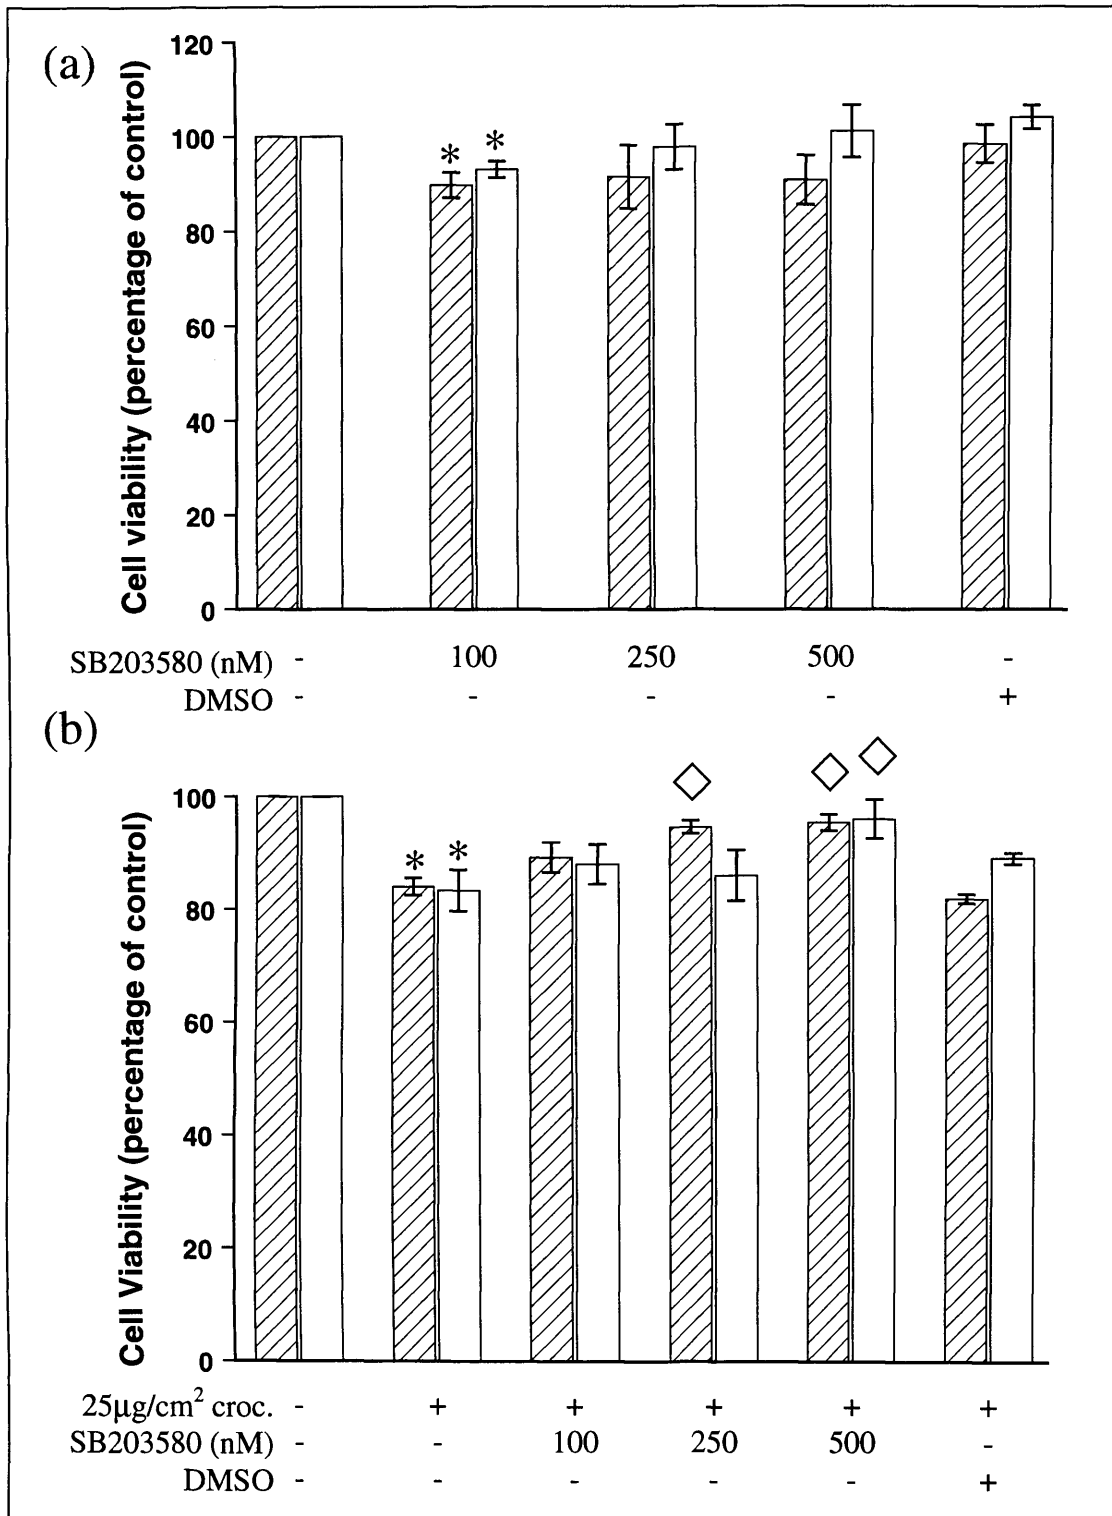 (a)
Cell viability (percentage of control)
120
100
80
60
40
20
0
* *
SB203580 (nM) - 100 250 500 -
DMSO - - - - +
(b)
Cell Viability (percentage of control)
100
80
60
40
20
0
* *
25µg/cm² croc. - + + + + +
SB203580 (nM) - - 100 250 500 -
DMSO - - - - - +